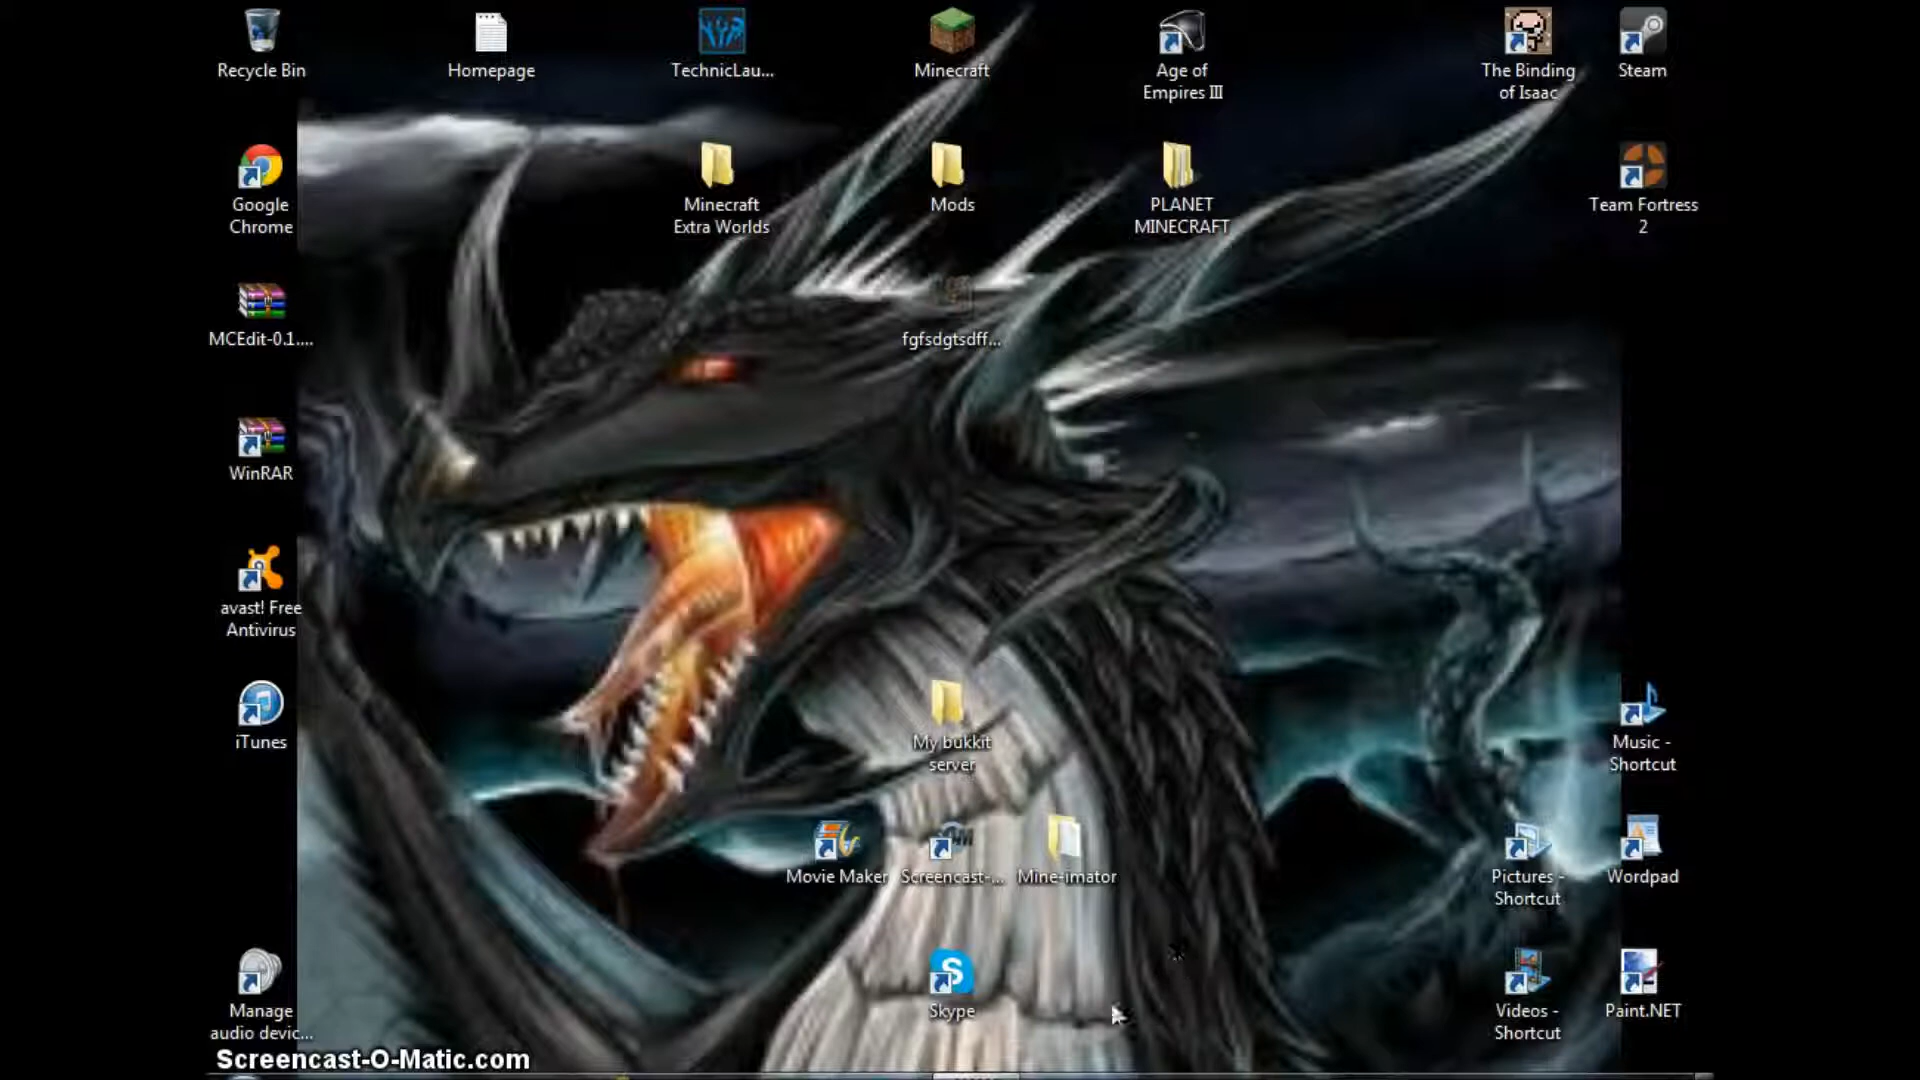 Recycle Bin
Homepage
TechnicLau...
Minecraft
Age of
Empires III
The Binding
of Isaac
Steam
Google
Chrome
Minecraft
Extra Worlds
Mods
PLANET
MINECRAFT
Team Fortress
2
MCEdit-0.1....
fgfsdgtsdff...
WinRAR
avast! Free
Antivirus
iTunes
My bukkit
server
Music -
Shortcut
Movie Maker
Screencast-...
Mine-imator
Pictures -
Shortcut
Wordpad
Manage
audio devic...
Skype
Videos -
Shortcut
Paint.NET
Screencast-O-Matic.com